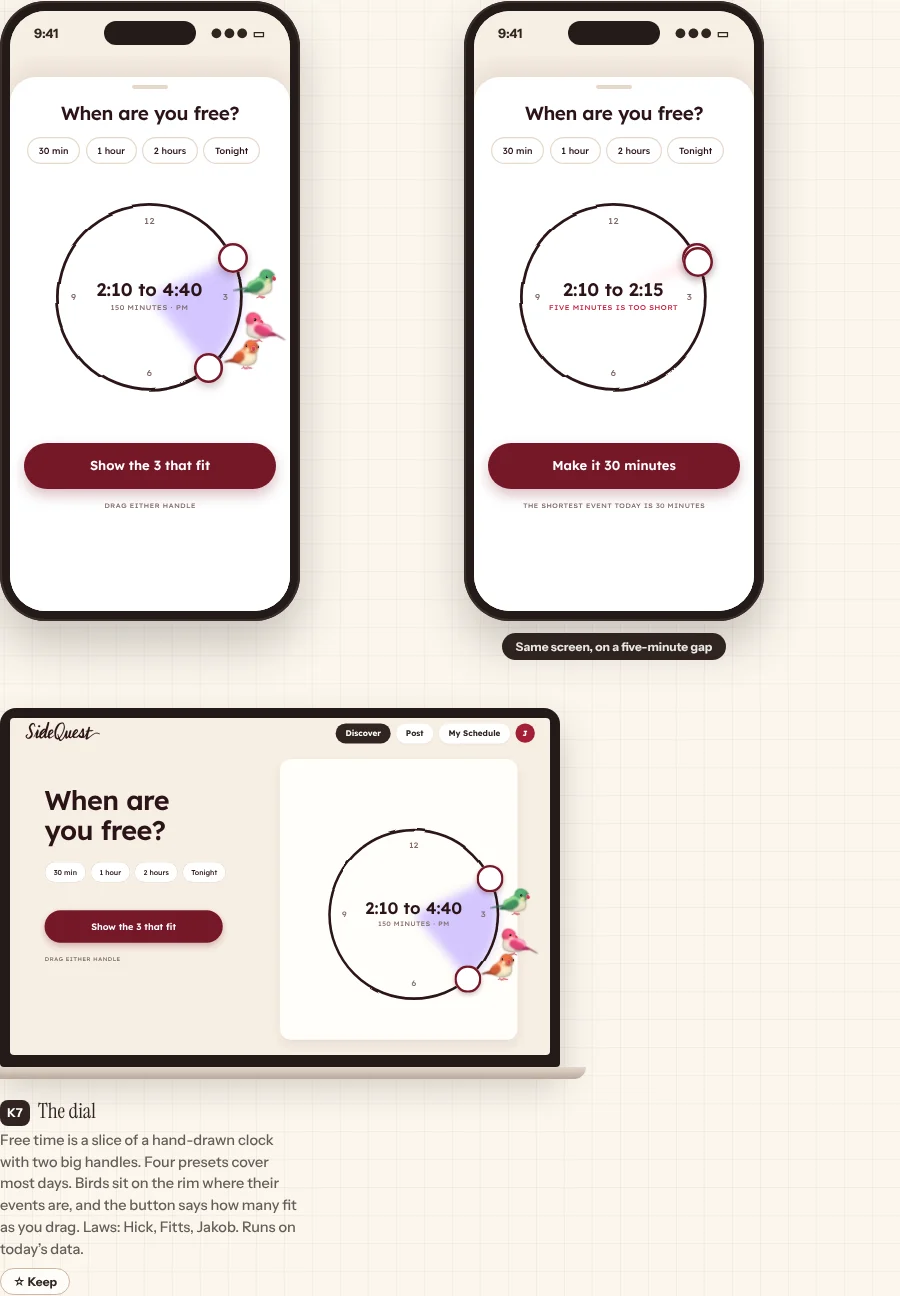 9:41
When are you free?
30 min
1 hour
2 hours
Tonight
12
9
2:10 to 4:40
3
150 MINUTES · PM
6
Show the 3 that fit
DRAG EITHER HANDLE
9:41
When are you free?
30 min
1 hour
2 hours
Tonight
12
9
2:10 to 2:15
3
FIVE MINUTES IS TOO SHORT
6
Make it 30 minutes
THE SHORTEST EVENT TODAY IS 30 MINUTES
Same screen, on a five-minute gap
SideQuest
Discover
Post
My Schedule
J
When are
you free?
30 min
1 hour
2 hours
Tonight
Show the 3 that fit
DRAG EITHER HANDLE
12
9
2:10 to 4:40
3
150 MINUTES · PM
6
K7 The dial
Free time is a slice of a hand-drawn clock
with two big handles. Four presets cover
most days. Birds sit on the rim where their
events are, and the button says how many fit
as you drag. Laws: Hick, Fitts, Jakob. Runs on
today's data.
☆ Keep